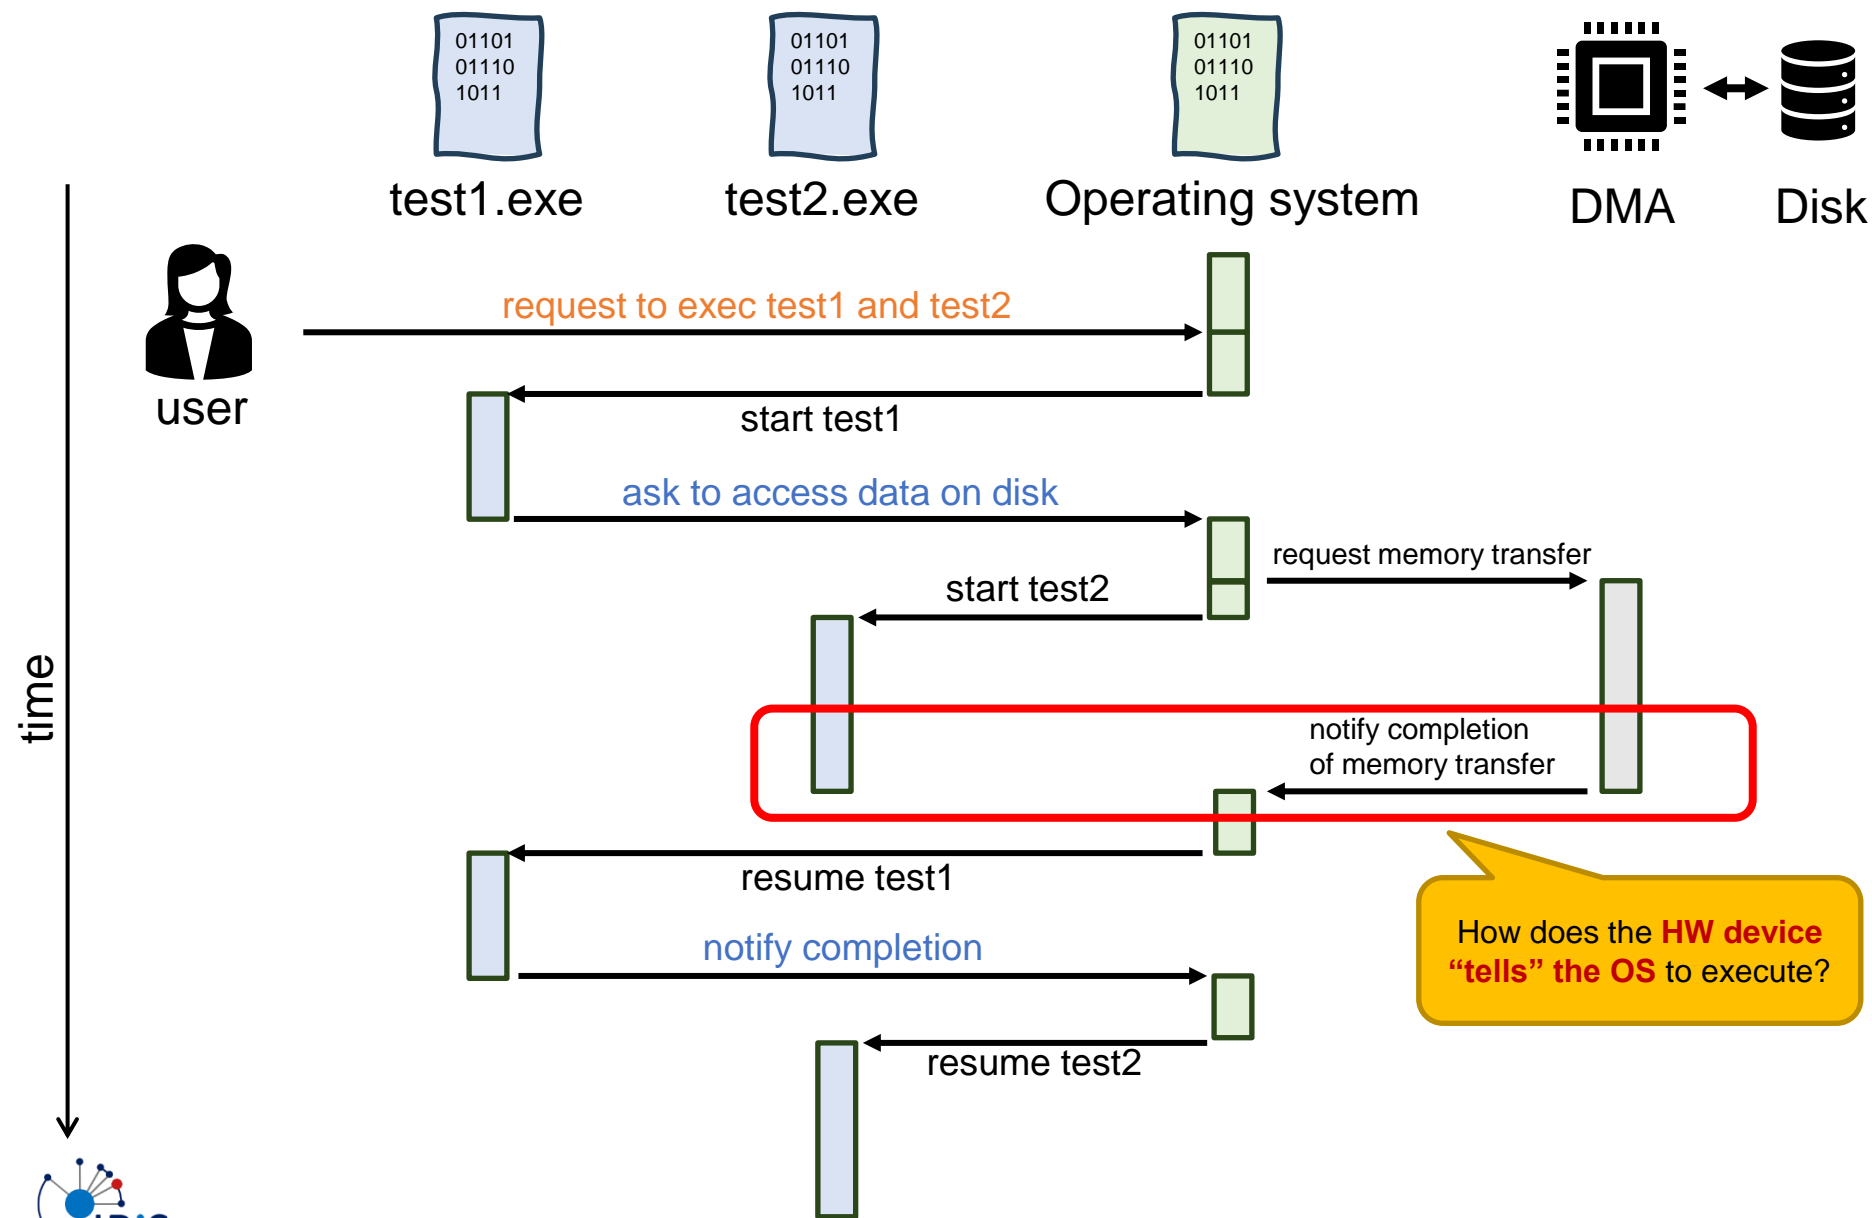 01101
01110
1011
01101
01110
1011
01101
01110
1011
test1.exe
test2.exe
Operating system
DMA
Disk
user
request to exec test1 and test2
start test1
ask to access data on disk
request memory transfer
start test2
time
notify completion
of memory transfer
resume test1
How does the HW device
“tells” the OS to execute?
notify completion
resume test2